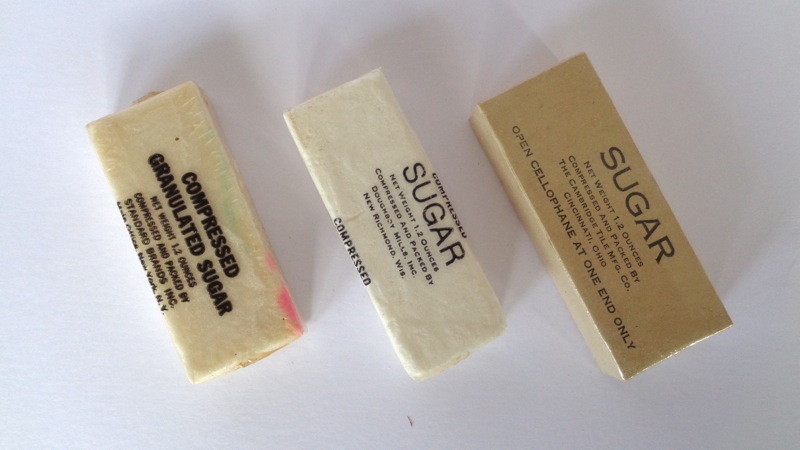 COMPRESSED
GRANULATED SUGAR
NET WEIGHT 1.2 OUNCES
COMPRESSED AND PACKED BY
STANDARD BRANDS INC.
N.Y.
COMPRESSED
SUGAR
NET WEIGHT 1.2 OUNCES
COMPRESSED AND PACKED BY
DOUGHBOY MILLS, INC.
NEW RICHMOND, WIS.
COMPRESSED
SUGAR
NET WEIGHT 1.2 OUNCES
COMPRESSED AND PACKED BY
THE CAMBRIDGE TILE MFG. CO.
CINCINNATI, OHIO
OPEN CELLOPHANE AT ONE END ONLY